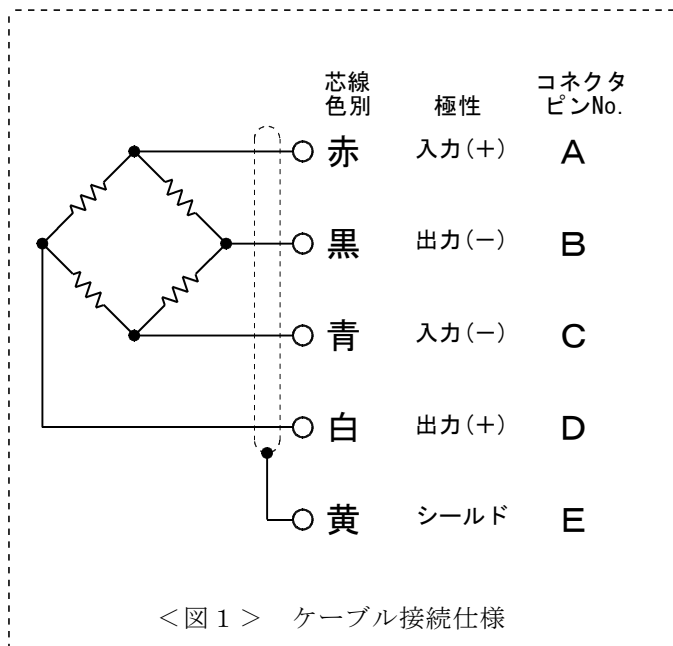 芯線 コネクタ
色別 極性 ピンNo.
赤 入力(+) A
黒 出力(-) B
青 入力(-) C
白 出力(+) D
黄 シールド E
<図1> ケーブル接続仕様